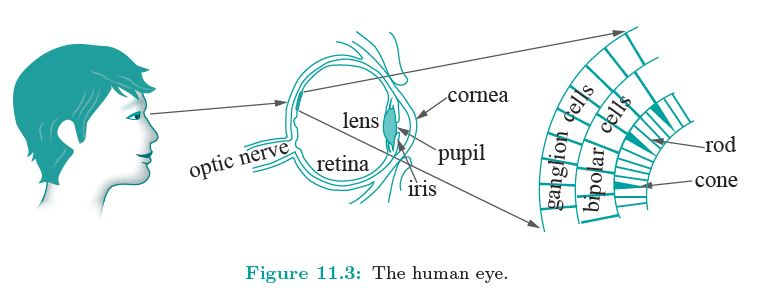 cornea
lens
optic nerve
retina
pupil
iris
ganglion cells
bipolar cells
rod
cone
Figure 11.3: The human eye.